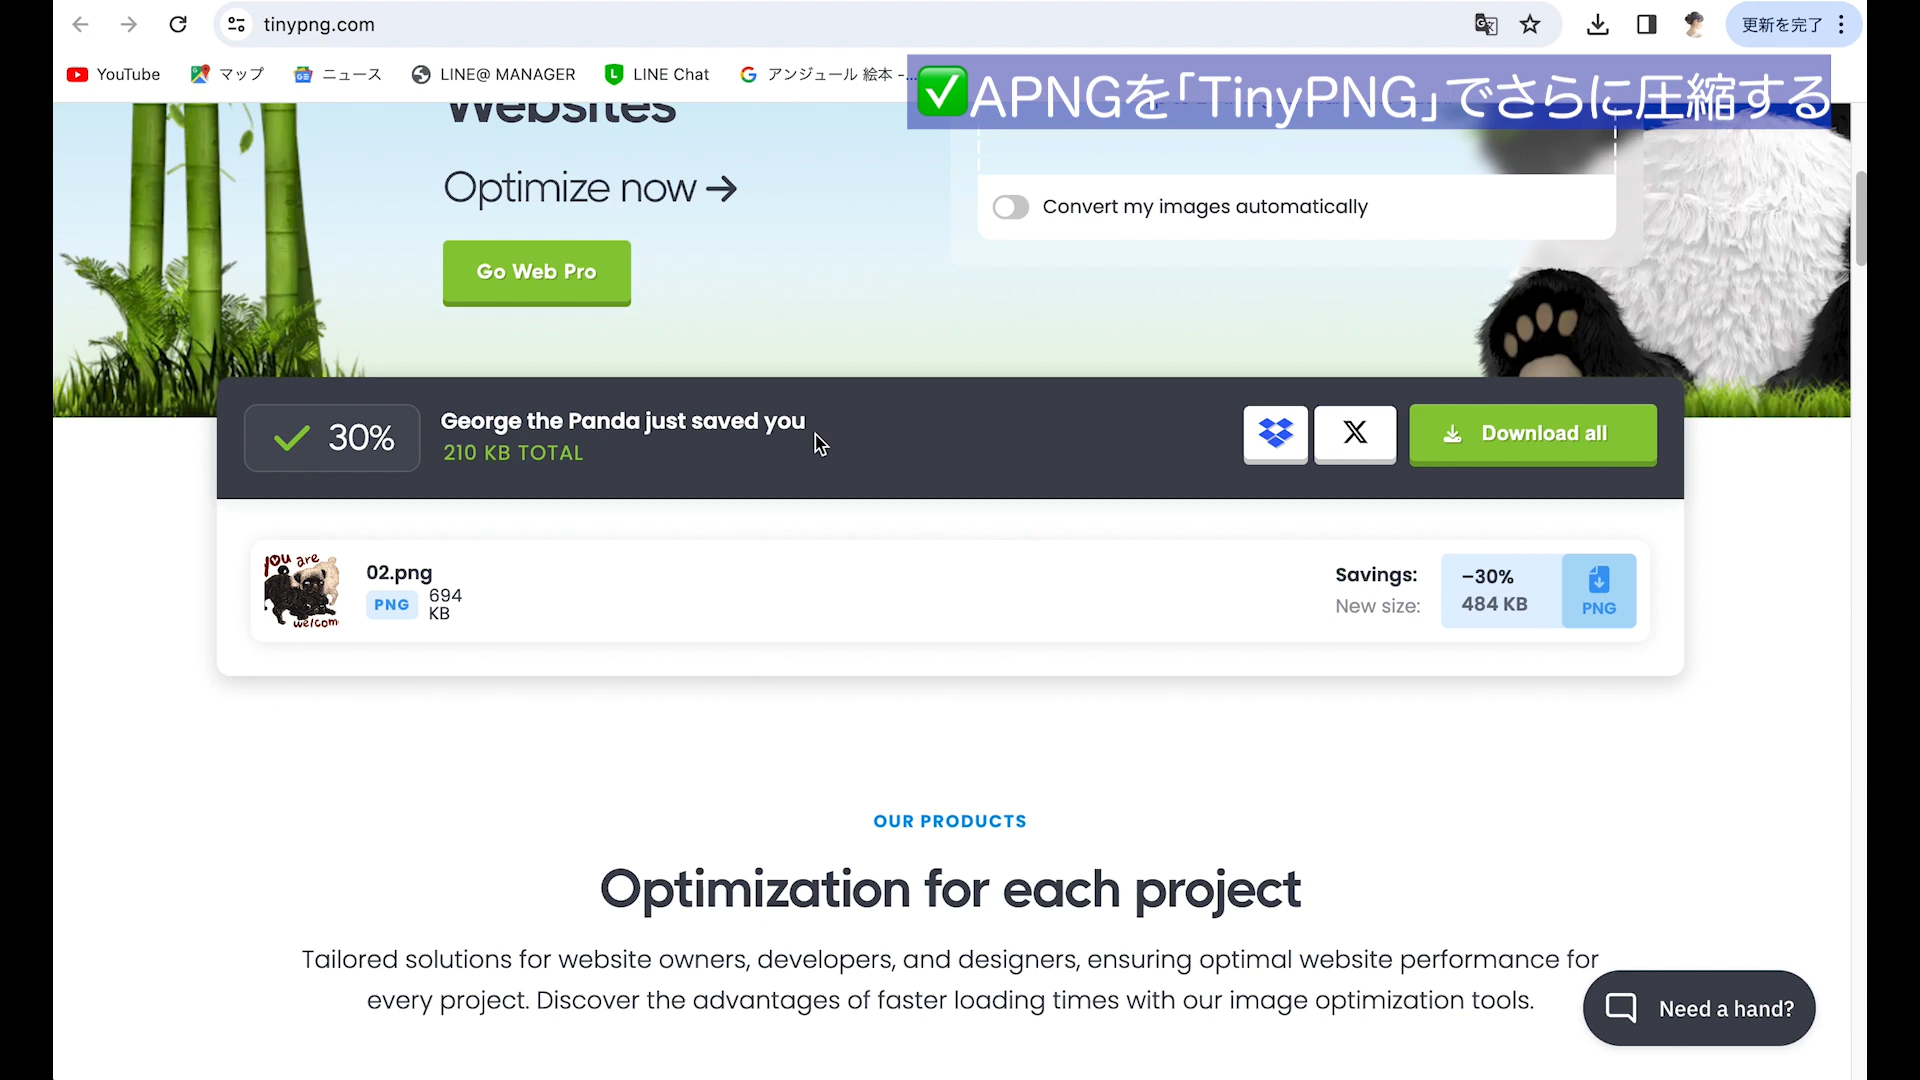 tinypng.com
更新を完了
YouTube
マップ
ニュース
LINE@ MANAGER
LINE Chat
アンジュール 絵本 -...
✅APNGを「TinyPNG」でさらに圧縮する
Websites
Optimize now →
Convert my images automatically
Go Web Pro
30%
George the Panda just saved you
210 KB TOTAL
X
Download all
you are
welcom
02.png
PNG
694
KB
Savings:
New size:
−30%
484 KB
PNG
OUR PRODUCTS
Optimization for each project
Tailored solutions for website owners, developers, and designers, ensuring optimal website performance for
every project. Discover the advantages of faster loading times with our image optimization tools.
Need a hand?